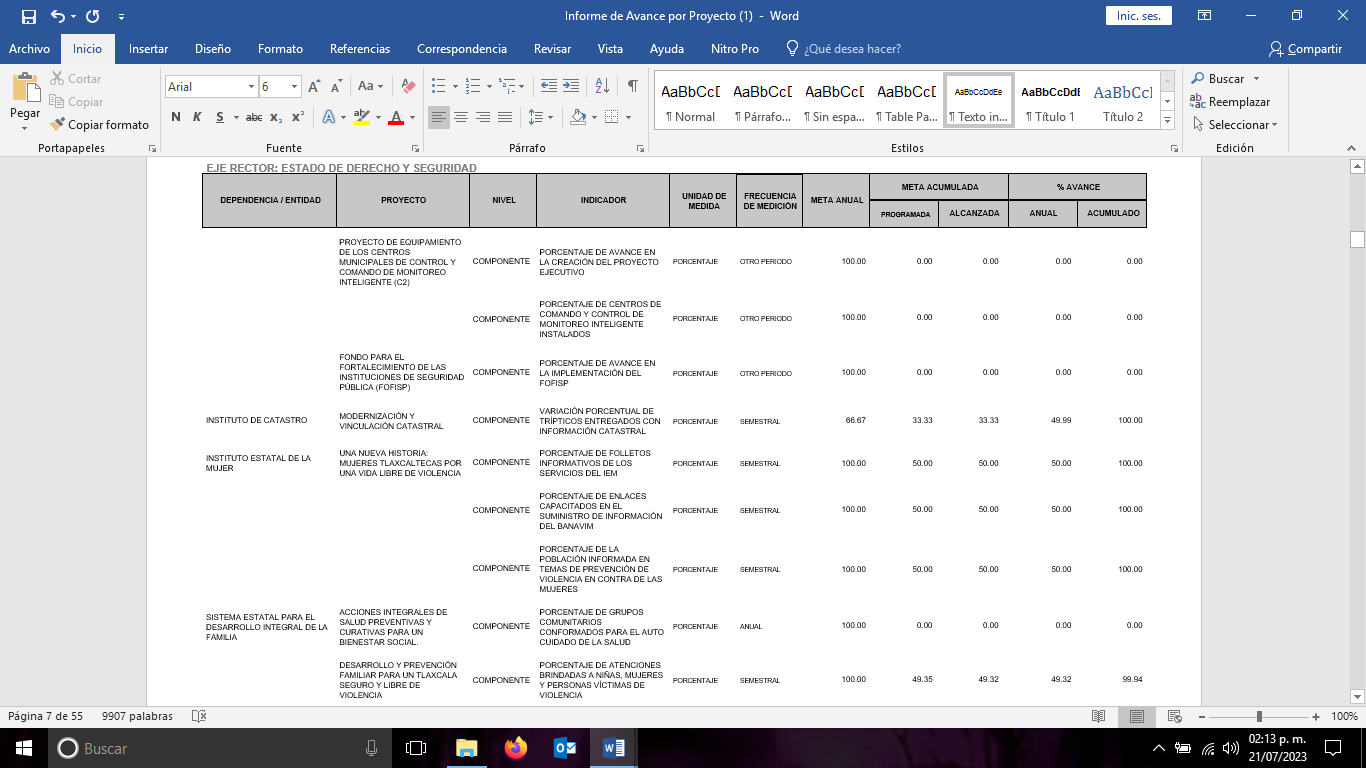 Informe de Avance por Proyecto (1) - Word
Inic. ses.
Archivo Inicio Insertar Diseño Formato Referencias Correspondencia Revisar Vista Ayuda Nitro Pro ¿Qué desea hacer? Compartir
Pegar
Cortar
Copiar
Copiar formato
Portapapeles
Arial 6
Aa
N K S abc x₂ x²
Fuente
Párrafo
AaBbCcI AaBbCcI AaBbCcI AaBbCcI AaBbCcDdEe AaBbCcDdE AaBbCcI
¶ Normal ¶ Párrafo... ¶ Sin espa... ¶ Table Pa... ¶ Texto in... ¶ Título 1 Título 2
Estilos
Buscar
Reemplazar
Seleccionar
Edición
EJE RECTOR: ESTADO DE DERECHO Y SEGURIDAD
DEPENDENCIA / ENTIDAD PROYECTO NIVEL INDICADOR UNIDAD DE MEDIDA FRECUENCIA DE MEDICIÓN META ANUAL META ACUMULADA % AVANCE
PROGRAMADA ALCANZADA ANUAL ACUMULADO
PROYECTO DE EQUIPAMIENTO
DE LOS CENTROS
MUNICIPALES DE CONTROL Y
COMANDO DE MONITOREO
INTELIGENTE (C2)
COMPONENTE
PORCENTAJE DE AVANCE EN
LA CREACIÓN DEL PROYECTO
EJECUTIVO
PORCENTAJE OTRO PERIODO 100.00 0.00 0.00 0.00 0.00
COMPONENTE
PORCENTAJE DE CENTROS DE
COMANDO Y CONTROL DE
MONITOREO INTELIGENTE
INSTALADOS
PORCENTAJE OTRO PERIODO 100.00 0.00 0.00 0.00 0.00
FONDO PARA EL
FORTALECIMIENTO DE LAS
INSTITUCIONES DE SEGURIDAD
PÚBLICA (FOFISP)
COMPONENTE
PORCENTAJE DE AVANCE EN
LA IMPLEMENTACIÓN DEL
FOFISP
PORCENTAJE OTRO PERIODO 100.00 0.00 0.00 0.00 0.00
INSTITUTO DE CATASTRO
MODERNIZACIÓN Y
VINCULACIÓN CATASTRAL
COMPONENTE
VARIACIÓN PORCENTUAL DE
TRÍPTICOS ENTREGADOS CON
INFORMACIÓN CATASTRAL
PORCENTAJE SEMESTRAL 66.67 33.33 33.33 49.99 100.00
INSTITUTO ESTATAL DE LA
MUJER
UNA NUEVA HISTORIA:
MUJERES TLAXCALTECAS POR
UNA VIDA LIBRE DE VIOLENCIA
COMPONENTE
PORCENTAJE DE FOLLETOS
INFORMATIVOS DE LOS
SERVICIOS DEL IEM
PORCENTAJE SEMESTRAL 100.00 50.00 50.00 50.00 100.00
COMPONENTE
PORCENTAJE DE ENLACES
CAPACITADOS EN EL
SUMINISTRO DE INFORMACIÓN
DEL BANAVIM
PORCENTAJE SEMESTRAL 100.00 50.00 50.00 50.00 100.00
COMPONENTE
PORCENTAJE DE LA
POBLACIÓN INFORMADA EN
TEMAS DE PREVENCIÓN DE
VIOLENCIA EN CONTRA DE LAS
MUJERES
PORCENTAJE SEMESTRAL 100.00 50.00 50.00 50.00 100.00
SISTEMA ESTATAL PARA EL
DESARROLLO INTEGRAL DE LA
FAMILIA
ACCIONES INTEGRALES DE
SALUD PREVENTIVAS Y
CURATIVAS PARA UN
BIENESTAR SOCIAL.
COMPONENTE
PORCENTAJE DE GRUPOS
COMUNITARIOS
CONFORMADOS PARA EL AUTO
CUIDADO DE LA SALUD
PORCENTAJE ANUAL 100.00 0.00 0.00 0.00 0.00
DESARROLLO Y PREVENCIÓN
FAMILIAR PARA UN TLAXCALA
SEGURO Y LIBRE DE
VIOLENCIA
COMPONENTE
PORCENTAJE DE ATENCIONES
BRINDADAS A NIÑAS, MUJERES
Y PERSONAS VÍCTIMAS DE
VIOLENCIA
PORCENTAJE SEMESTRAL 100.00 49.35 49.32 49.32 99.94
Página 7 de 55 9907 palabras 100%
Buscar
02:13 p. m.
21/07/2023